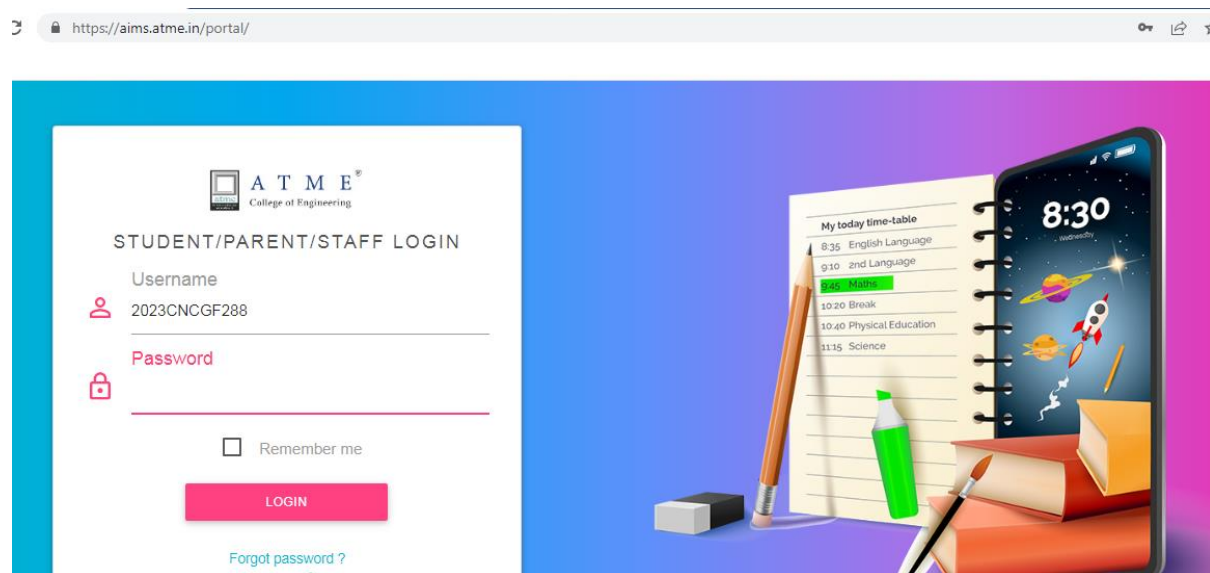 https://aims.atme.in/portal/
atme
A T M E®
College of Engineering
STUDENT/PARENT/STAFF LOGIN
Username
2023CNCGF288
Password
Remember me
LOGIN
Forgot password ?
My today time-table
8:35 English Language
9:10 2nd Language
9:45 Maths
10:20 Break
10:40 Physical Education
11:15 Science
8:30
Wednesday